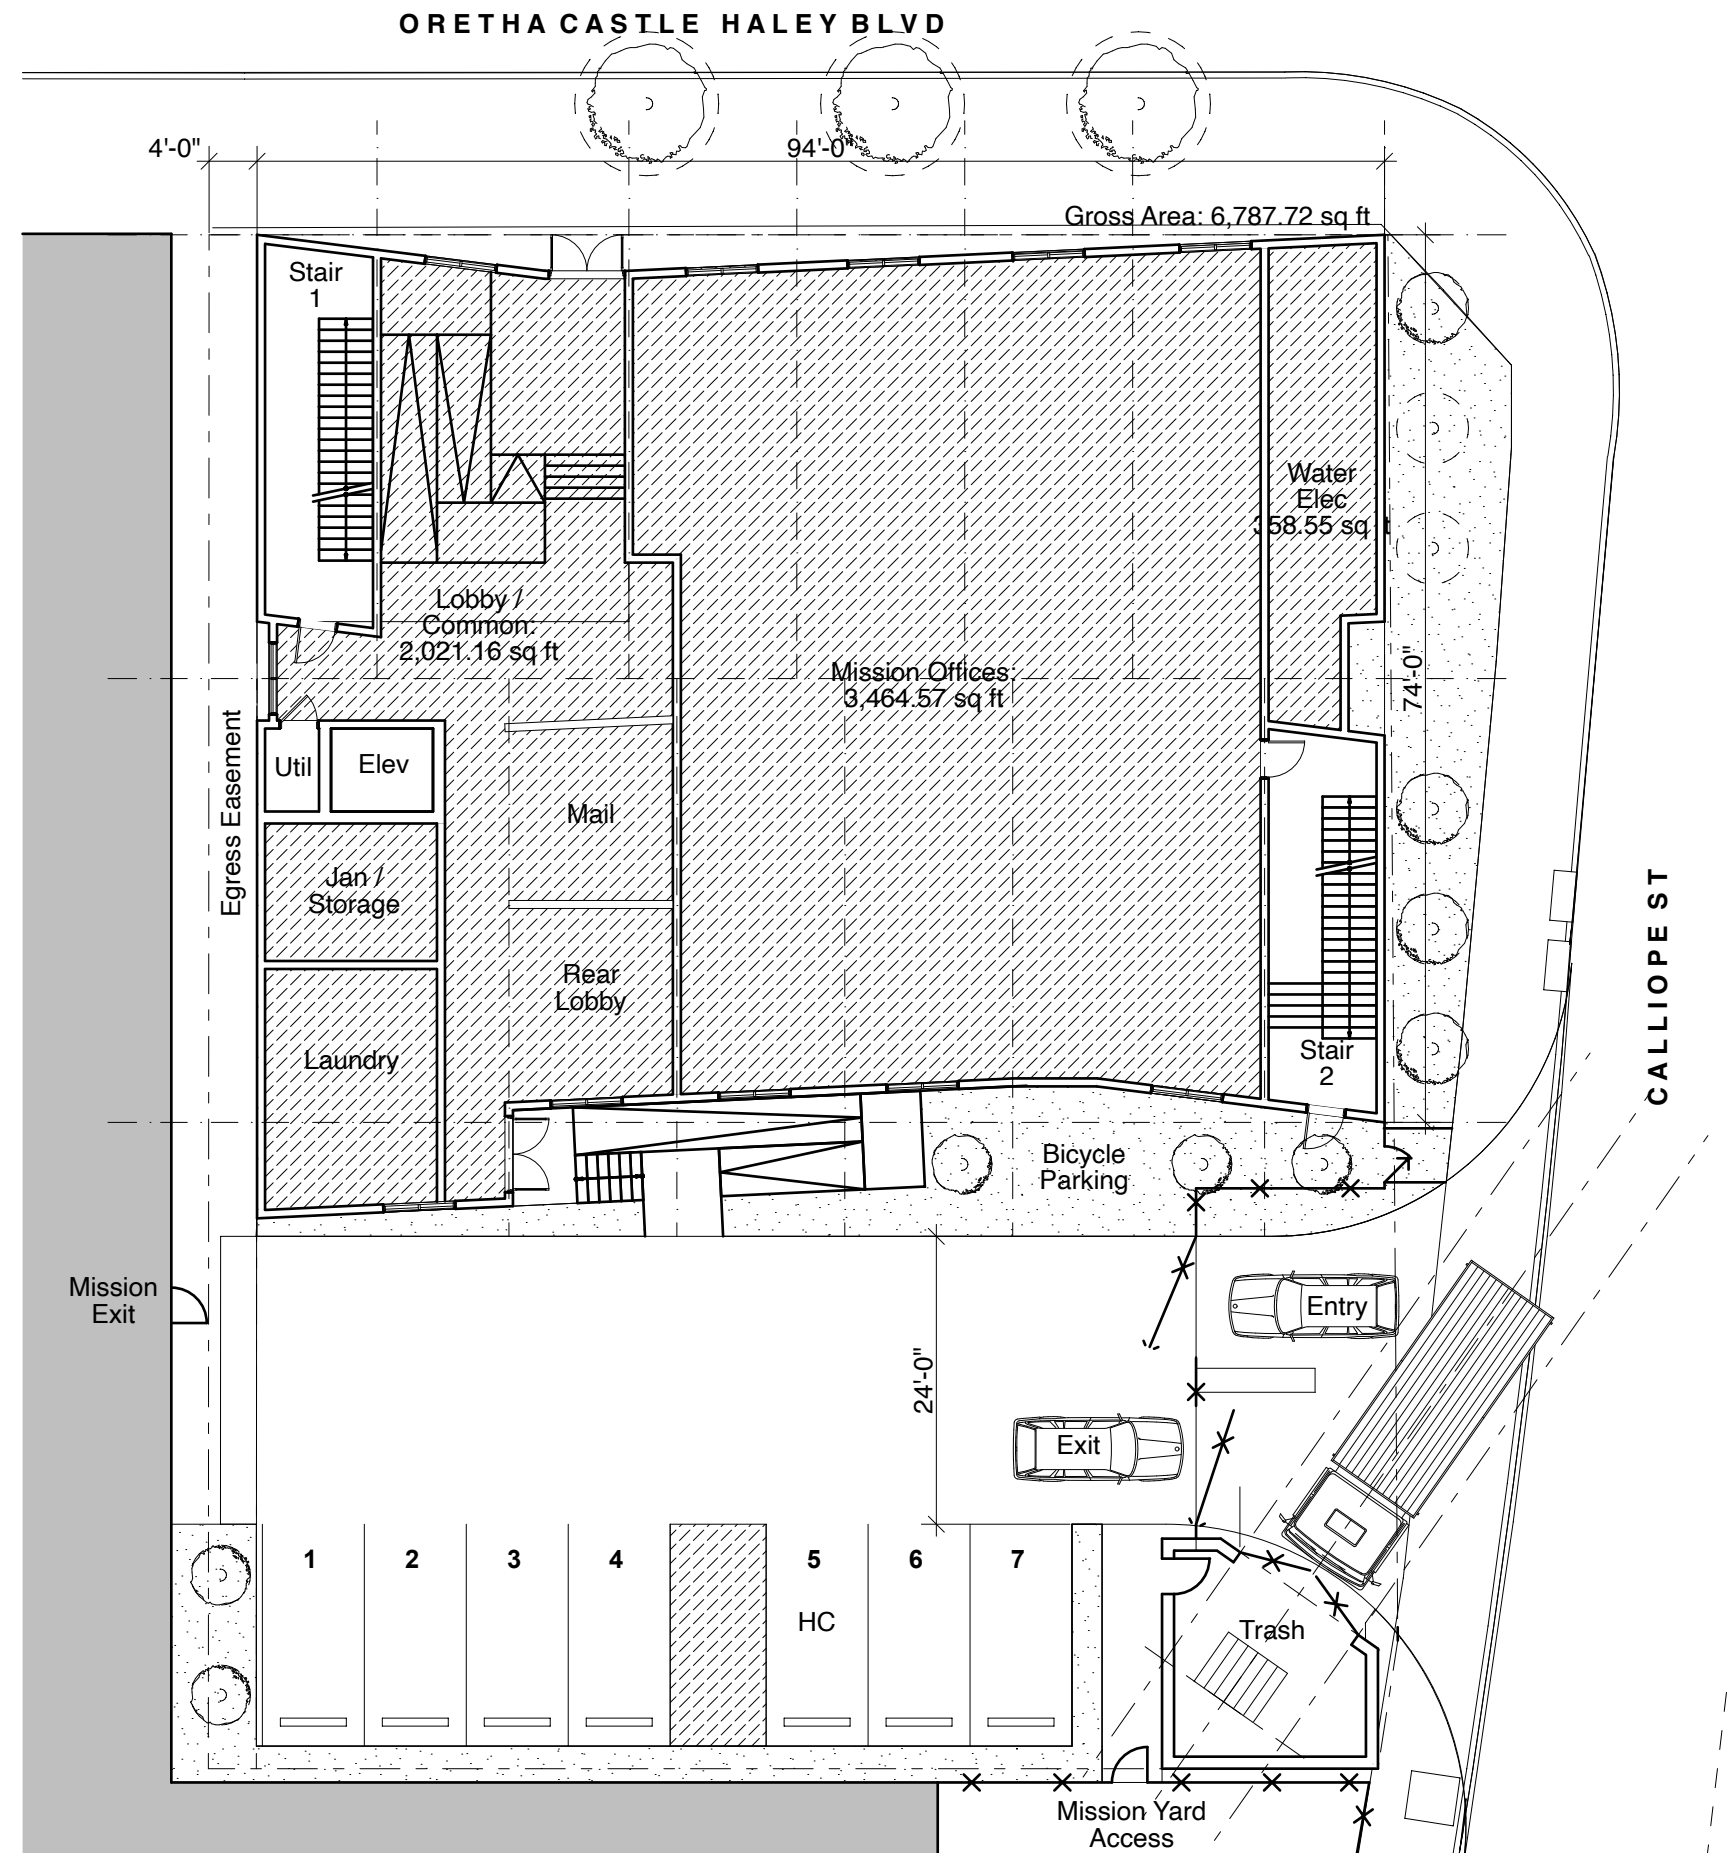 ORETHA CASTLE HALEY BLVD
4'-0"
94'-0"
Gross Area: 6,787.72 sq ft
Stair
1
Water
Elec
358.55 sq ft
Lobby /
Common:
2,021.16 sq ft
Mission Offices:
3,464.57 sq ft
74'-0"
Egress Easement
Util
Elev
Mail
Jan /
Storage
Rear
Lobby
Laundry
Stair
2
CALLIOPE ST
Bicycle
Parking
Mission
Exit
Entry
24'-0"
Exit
1
2
3
4
5
6
7
HC
Trash
Mission Yard
Access